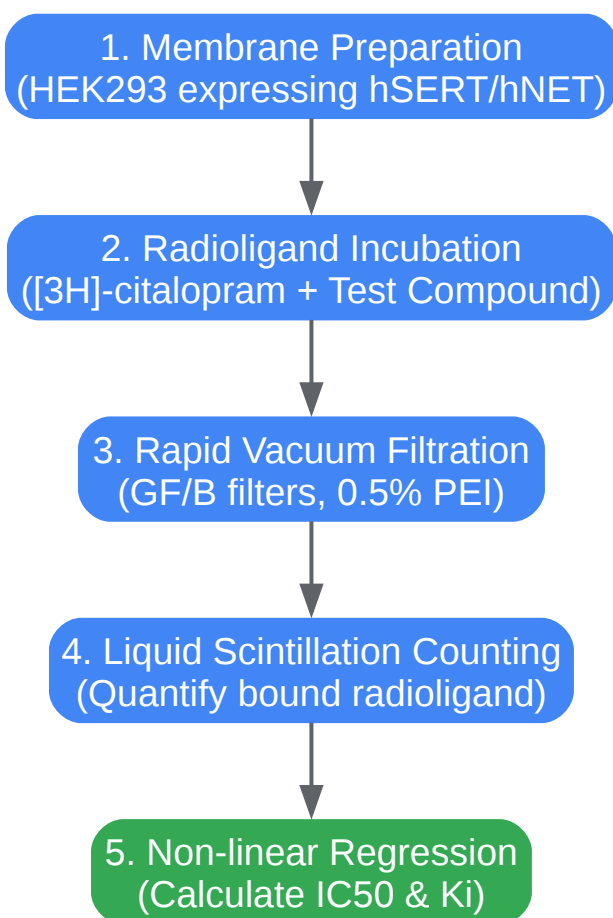 1. Membrane Preparation
(HEK293 expressing hSERT/hNET)
2. Radioligand Incubation
([3H]-citalopram + Test Compound)
3. Rapid Vacuum Filtration
(GF/B filters, 0.5% PEI)
4. Liquid Scintillation Counting
(Quantify bound radioligand)
5. Non-linear Regression
(Calculate IC50 & Ki)